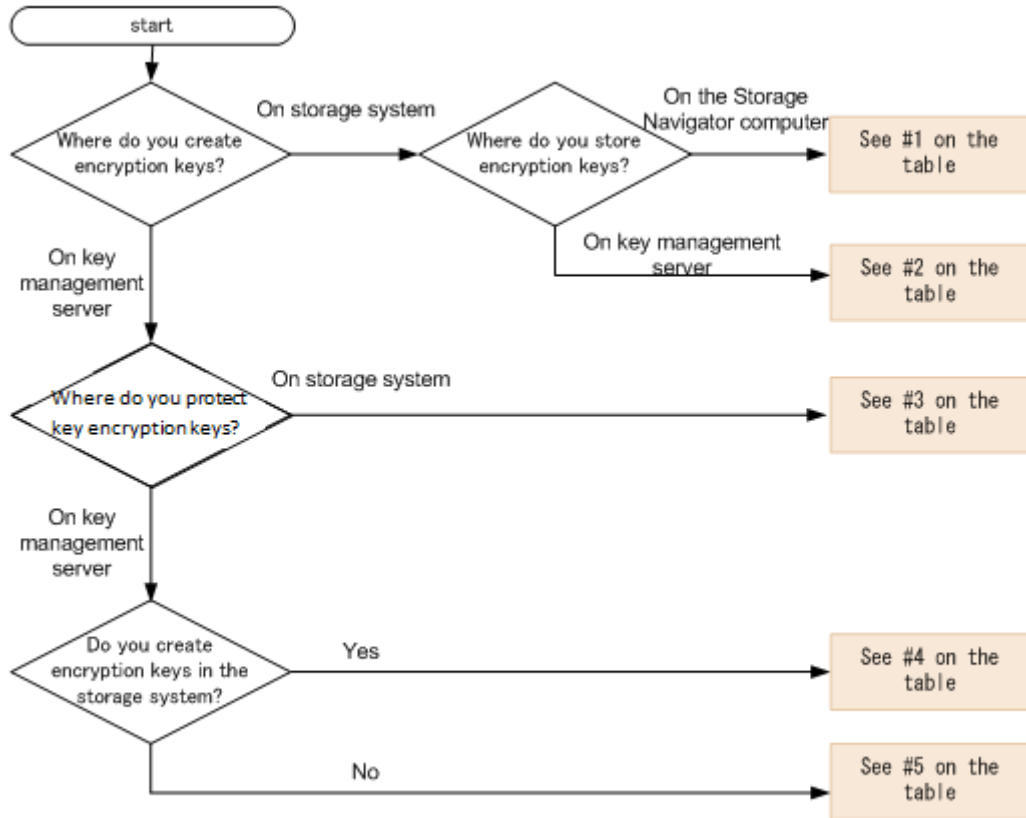 start
Where do you create
encryption keys?
On storage system
Where do you store
encryption keys?
On the Storage
Navigator computer
See #1 on the
table
On key management
server
See #2 on the
table
On key
management
server
Where do you protect
key encryption keys?
On storage system
See #3 on the
table
On key
management
server
Do you create
encryption keys in the
storage system?
Yes
See #4 on the
table
No
See #5 on the
table